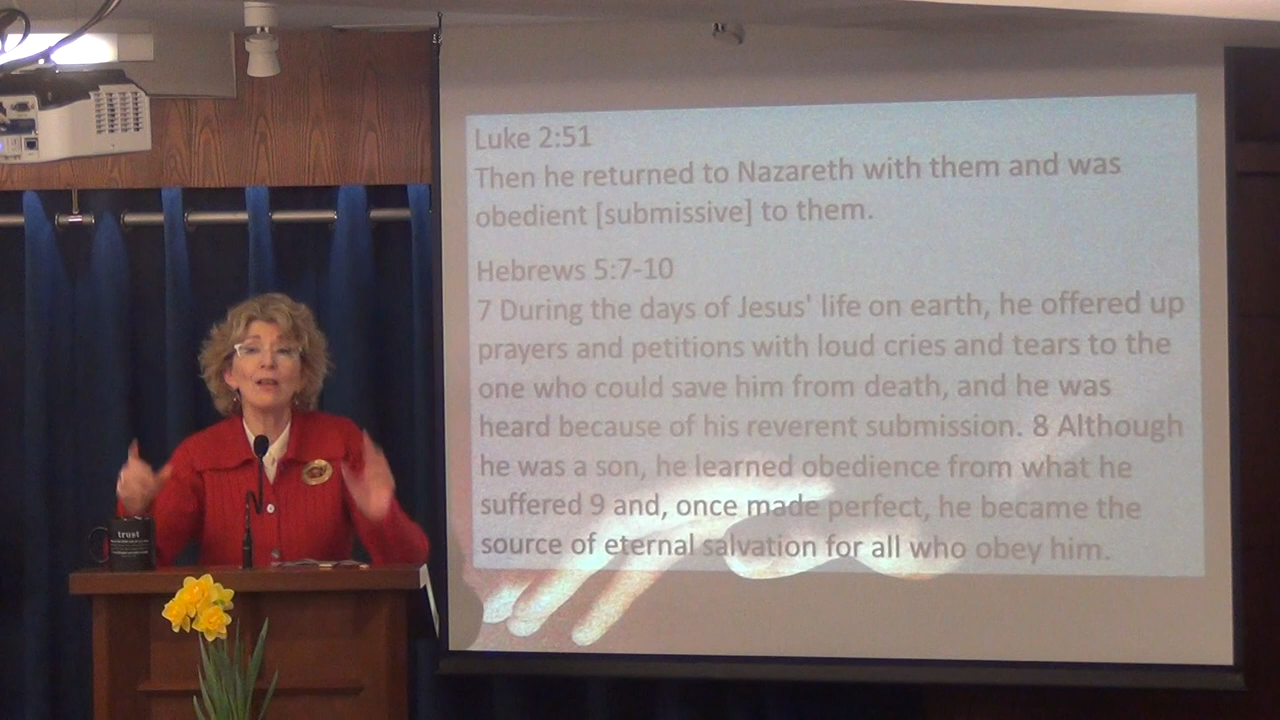 Luke 2:51
Then he returned to Nazareth with them and was
obedient [submissive] to them.
Hebrews 5:7-10
7 During the days of Jesus' life on earth, he offered up
prayers and petitions with loud cries and tears to the
one who could save him from death, and he was
heard because of his reverent submission. 8 Although
he was a son, he learned obedience from what he
suffered 9 and, once made perfect, he became the
source of eternal salvation for all who obey him.
trust